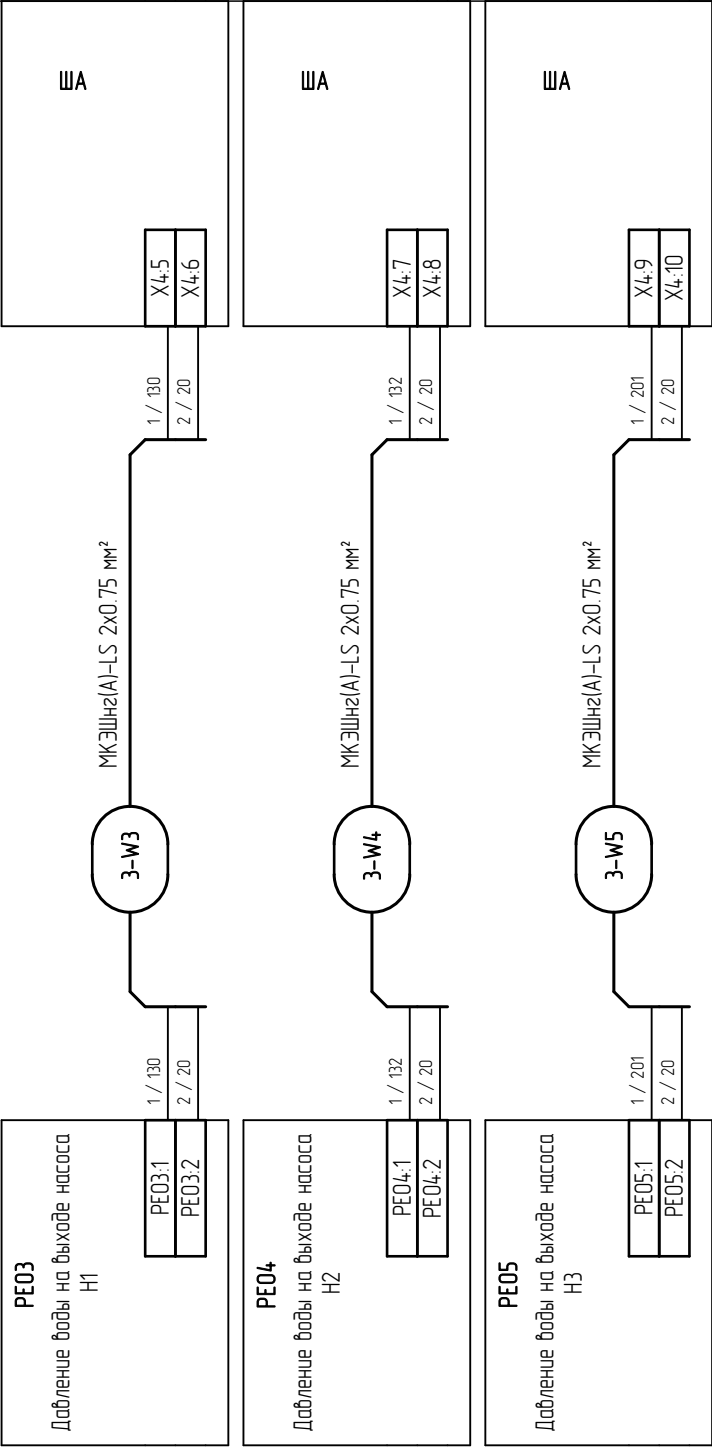 PE03
Давление воды на выходе насоса
Н1
PE03:1
PE03:2
1 / 130
2 / 20
3-W3
МКЭШнг(А)-LS 2x0.75 мм²
1 / 130
2 / 20
X4:5
X4:6
ША
PE04
Давление воды на выходе насоса
Н2
PE04:1
PE04:2
1 / 132
2 / 20
3-W4
МКЭШнг(А)-LS 2x0.75 мм²
1 / 132
2 / 20
X4:7
X4:8
ША
PE05
Давление воды на выходе насоса
Н3
PE05:1
PE05:2
1 / 201
2 / 20
3-W5
МКЭШнг(А)-LS 2x0.75 мм²
1 / 201
2 / 20
X4:9
X4:10
ША